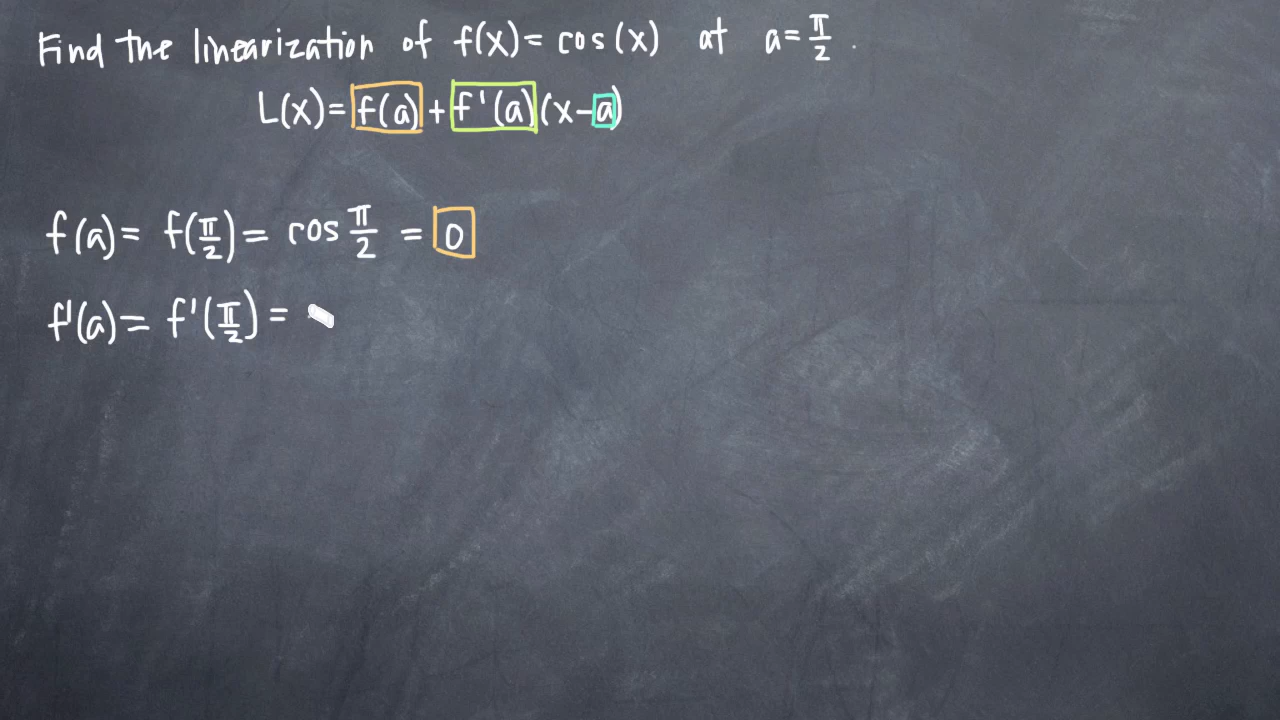 Find the linearization of f(x)= cos(x) at a=π/2.
L(x)= f(a)+f'(a)(x-a)
f(a)= f(π/2)= cos π/2 = 0
f'(a)= f'(π/2)=